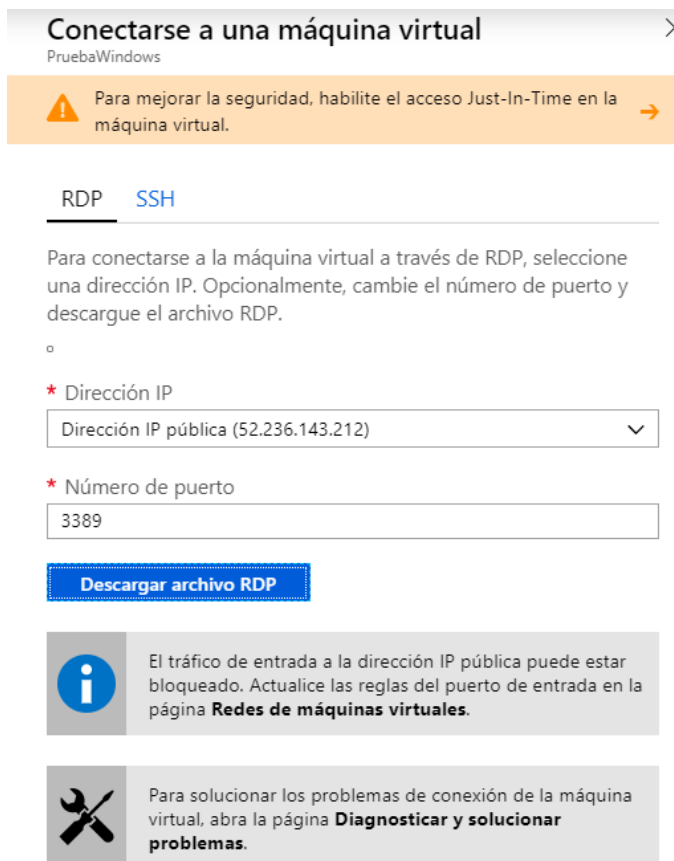 Conectarse a una máquina virtual
PruebaWindows
Para mejorar la seguridad, habilite el acceso Just-In-Time en la
máquina virtual.
RDP SSH
Para conectarse a la máquina virtual a través de RDP, seleccione
una dirección IP. Opcionalmente, cambie el número de puerto y
descargue el archivo RDP.
* Dirección IP
Dirección IP pública (52.236.143.212)
* Número de puerto
3389
Descargar archivo RDP
El tráfico de entrada a la dirección IP pública puede estar
bloqueado. Actualice las reglas del puerto de entrada en la
página Redes de máquinas virtuales.
Para solucionar los problemas de conexión de la máquina
virtual, abra la página Diagnosticar y solucionar
problemas.